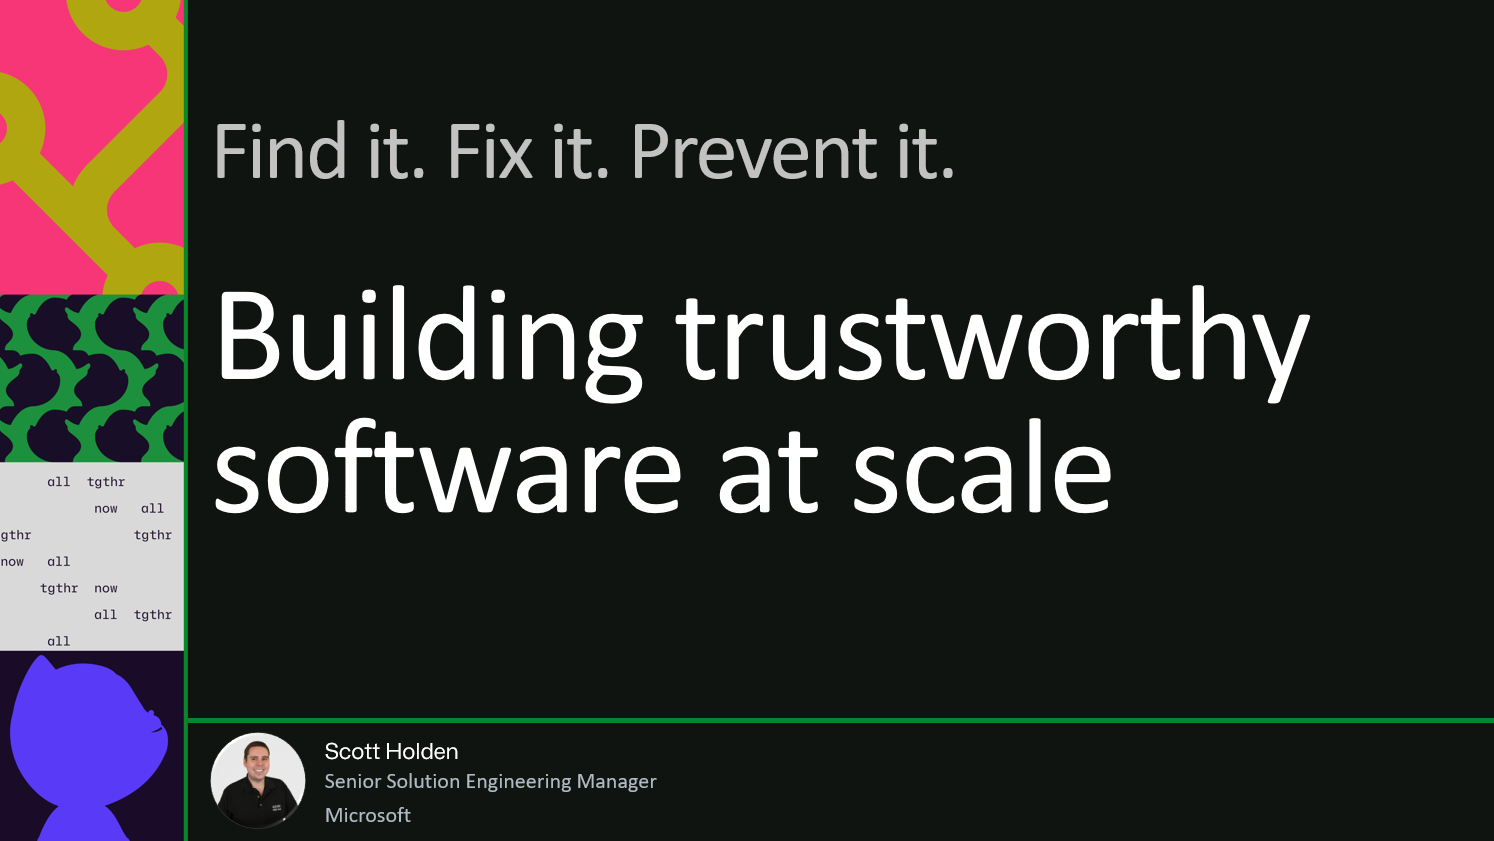 Find it. Fix it. Prevent it.
Building trustworthy
software at scale
all tgthr
now all
gthr tgthr
now all
tgthr now
all tgthr
all
Scott Holden
Senior Solution Engineering Manager
Microsoft